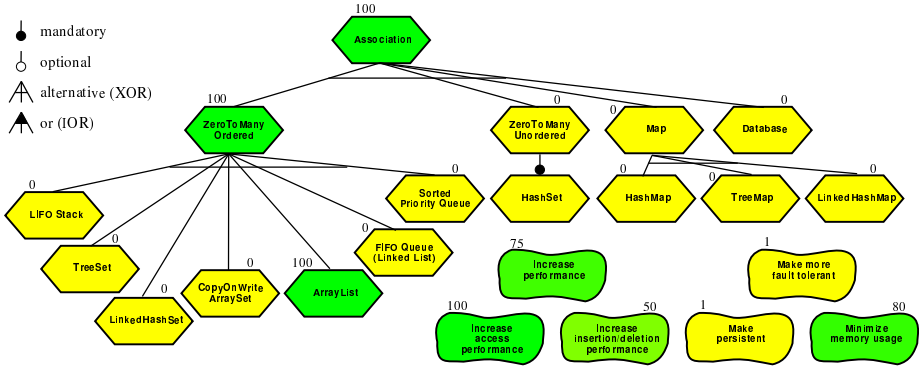 100
mandatory
Association
optional
alternative (XOR)
100
0
0
0
or (IOR)
ZeroToMany
Ordered
ZeroToMany
Unordered
Map
Database
0
0
0
0
0
LIFO Stack
Sorted
Priority Queue
HashSet
HashMap
TreeMap
LinkedHashMap
0
0
0
0
100
TreeSet
CopyOnWrite
ArraySet
ArrayList
FIFO Queue
(Linked List)
LinkedHashSet
75
Increase
performance
1
Make more
fault tolerant
100
Increase
access
performance
50
Increase
insertion/deletion
performance
1
Make
persistent
80
Minimize
memory usage